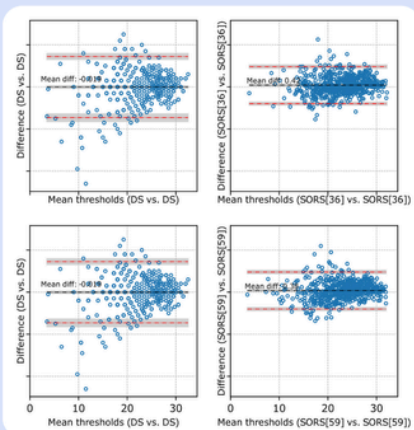 Difference (DS vs. DS)
Mean diff: -0.019
Mean thresholds (DS vs. DS)
Difference (SORS[36] vs. SORS[36])
Mean thresholds (SORS[36] vs. SORS[36])
Difference (DS vs. DS)
Mean diff: -0.019
0 10 20 30
Mean thresholds (DS vs. DS)
Difference (SORS[59] vs. SORS[59])
Mean diff:
0 10 20 30
Mean thresholds (SORS[59] vs. SORS[59])